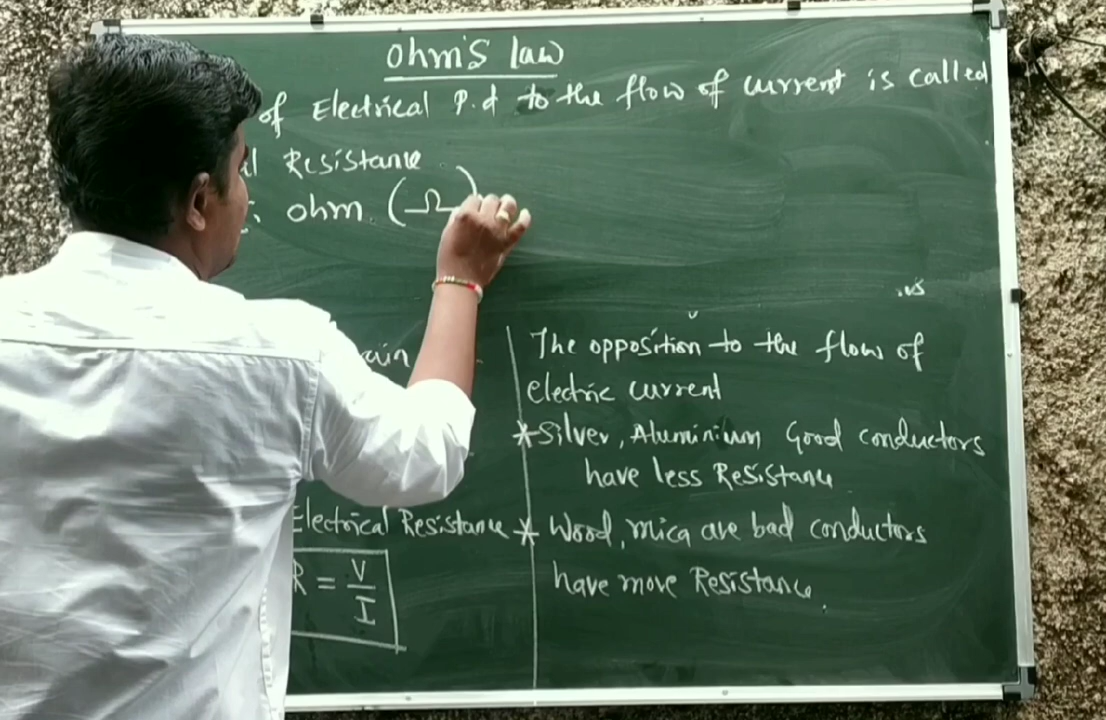 ohm's law
of Electrical P.d to the flow of current is called
al Resistance
ohm (Ω)
The opposition to the flow of
electric current
* Silver, Aluminium Good conductors
have less Resistance
Electrical Resistance
* Wood, mica are bad conductors
have more Resistance
R = V
I